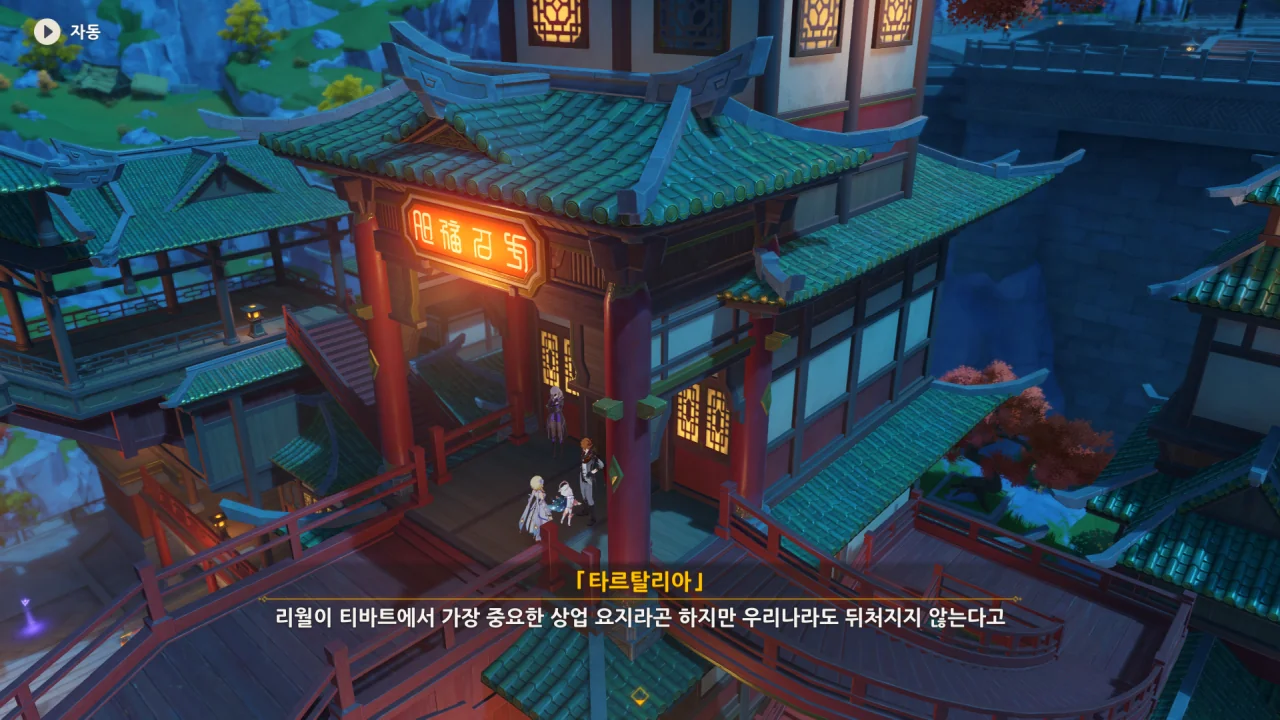 자동
「타르탈리아」
리월이 티바트에서 가장 중요한 상업 요지라곤 하지만 우리나라도 뒤처지지 않는다고